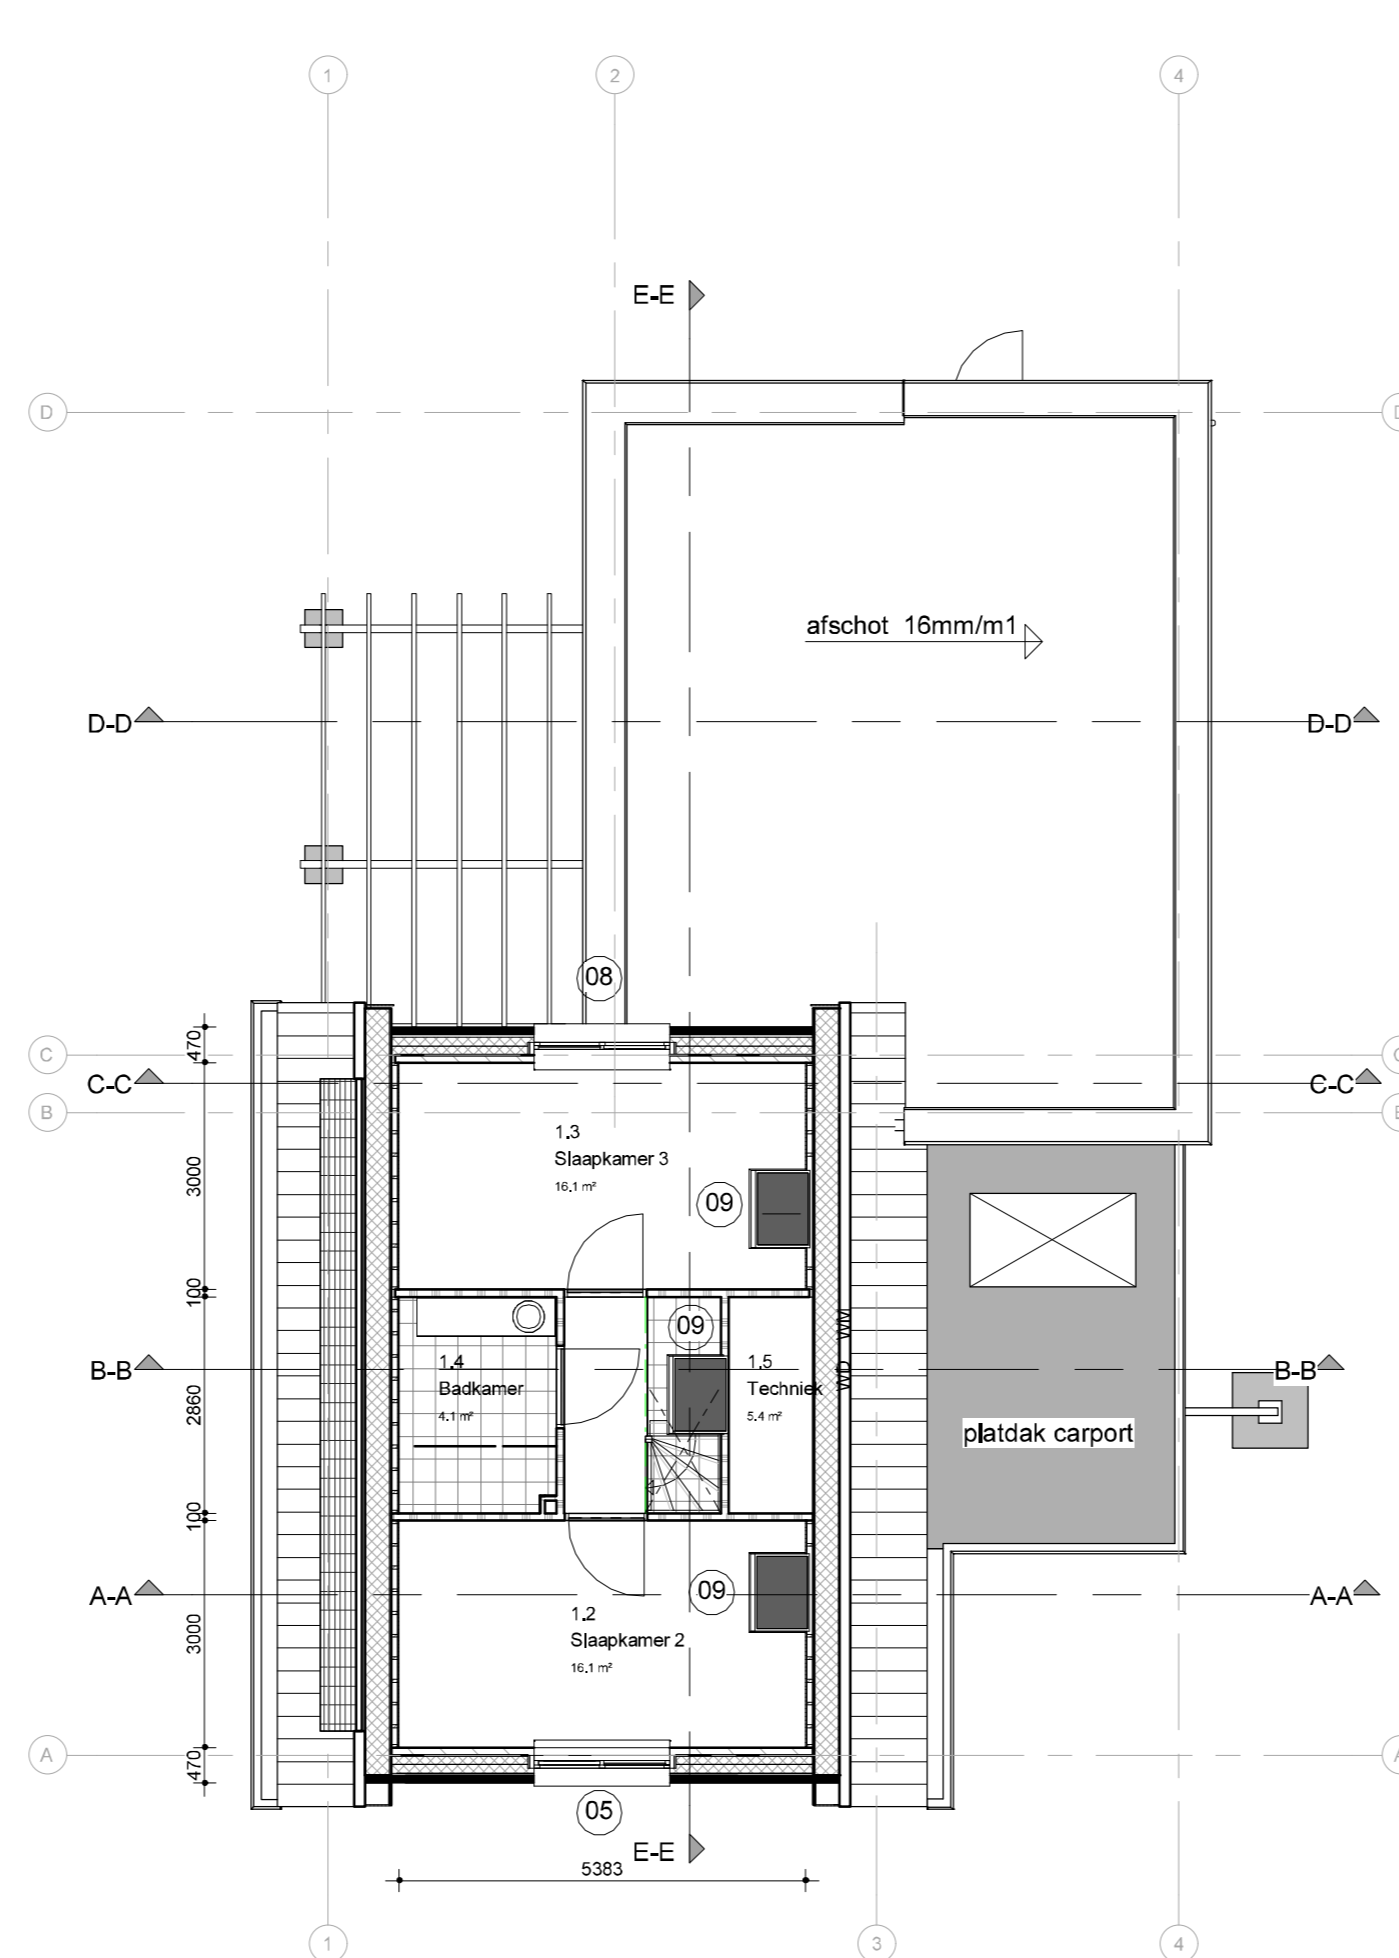 1
2
4
E-E
D
D
afschot 16mm/m1
D-D
D-D
08
470
C
C
C-C
C-C
B
B
1.3
Slaapkamer 3
16.1 m²
3000
09
100
09
WM
B-B
1.4
Badkamer
4.1 m²
1.5
Techniek
5.4 m²
WD
B-B
2860
platdak carport
100
A-A
09
A-A
1.2
Slaapkamer 2
16.1 m²
3000
A
A
470
05
E-E
5383
1
3
4